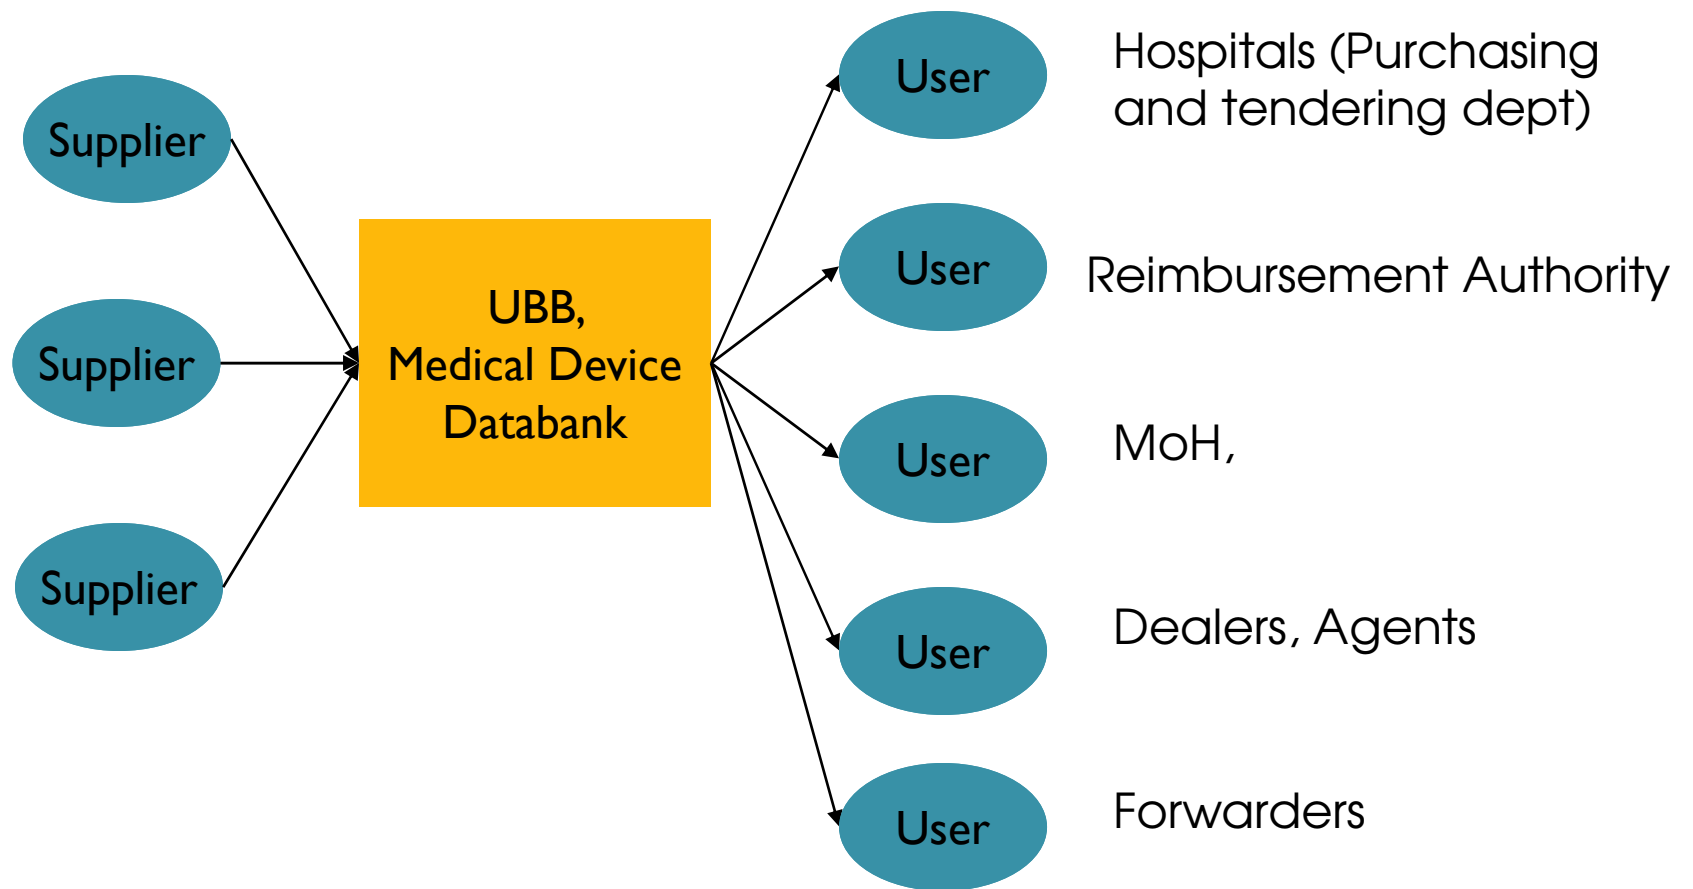 Supplier
Supplier
Supplier
UBB,
Medical Device
Databank
User
Hospitals (Purchasing
and tendering dept)
User
Reimbursement Authority
User
MoH,
User
Dealers, Agents
User
Forwarders